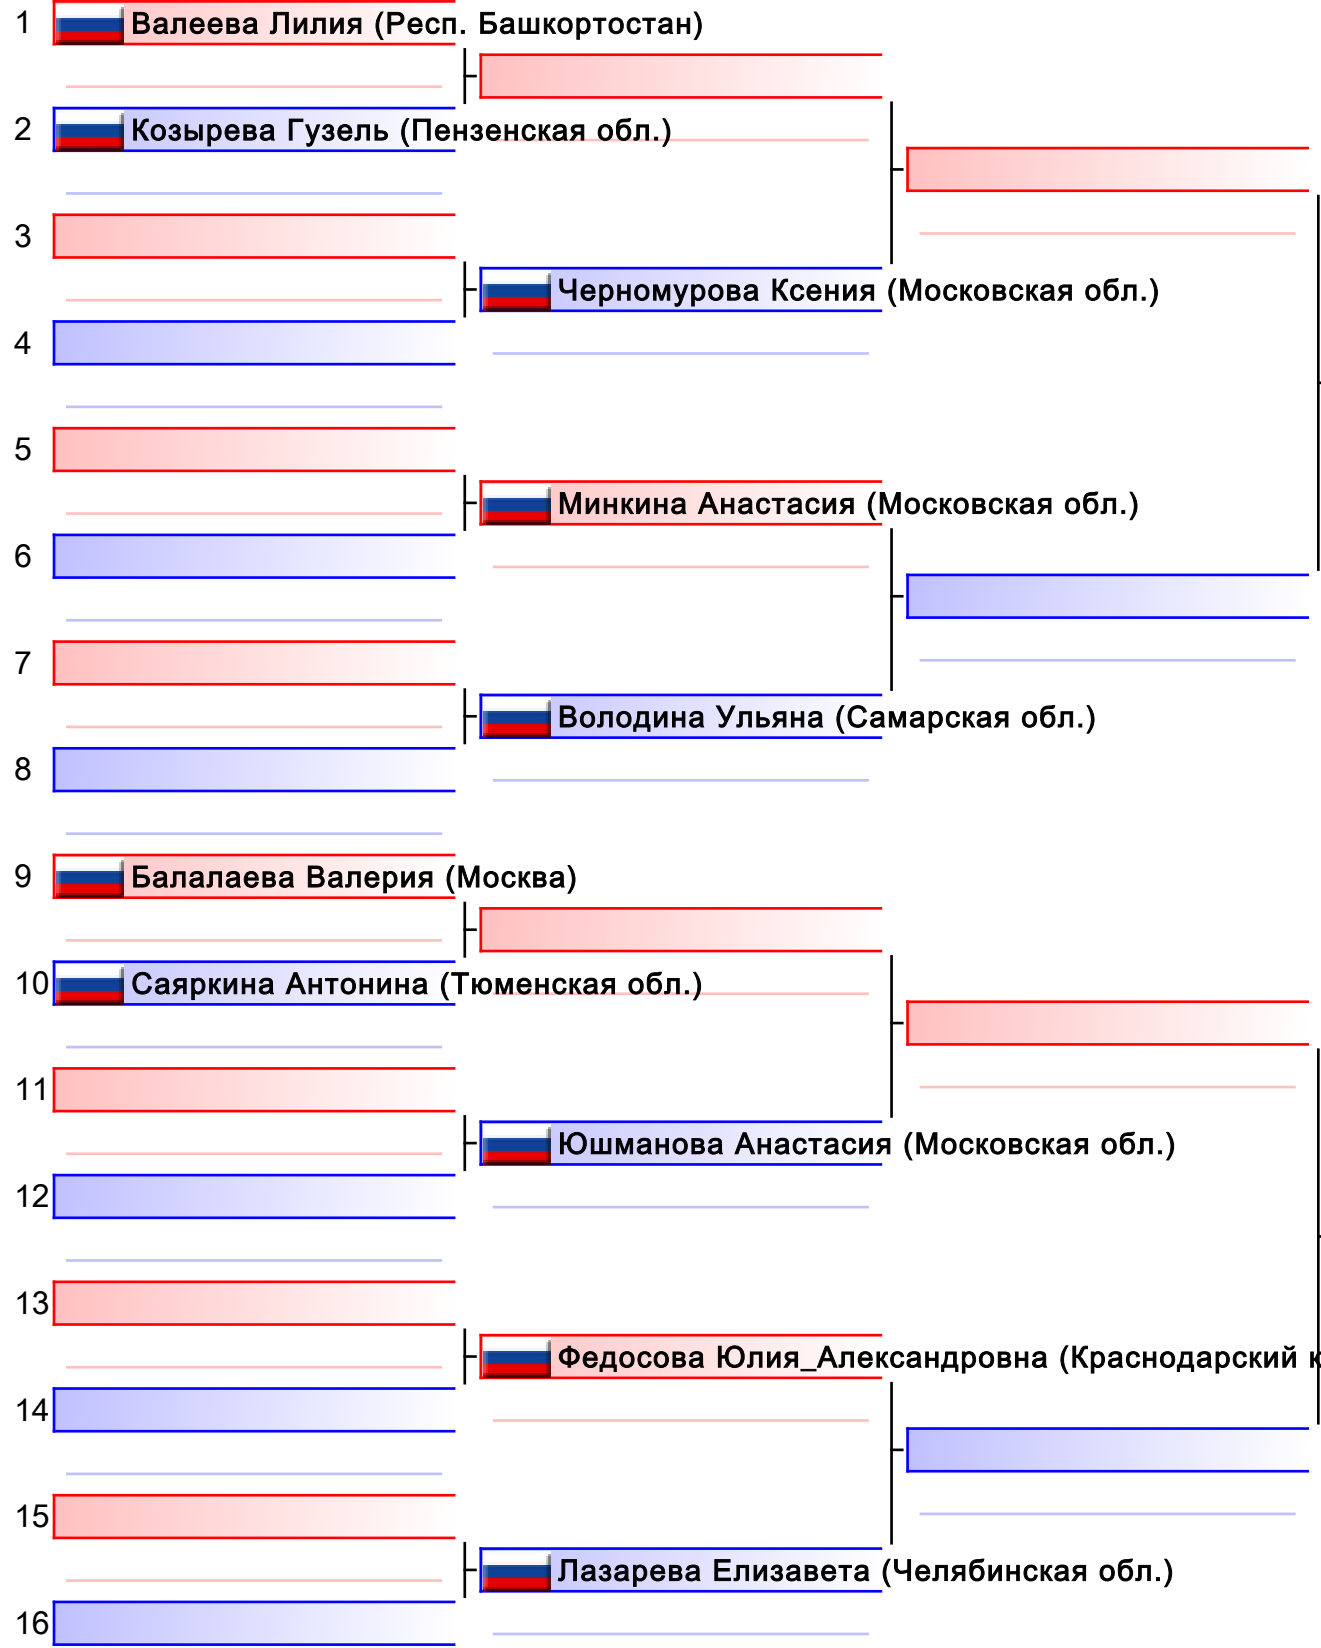 1 Валеева Лилия (Респ. Башкортостан)
2 Козырева Гузель (Пензенская обл.)
3
Черномурова Ксения (Московская обл.)
4
5
Минкина Анастасия (Московская обл.)
6
7
Володина Ульяна (Самарская обл.)
8
9 Балалаева Валерия (Москва)
10 Саяркина Антонина (Тюменская обл.)
11
Юшманова Анастасия (Московская обл.)
12
13
Федосова Юлия_Александровна (Краснодарский
14
15
Лазарева Елизавета (Челябинская обл.)
16